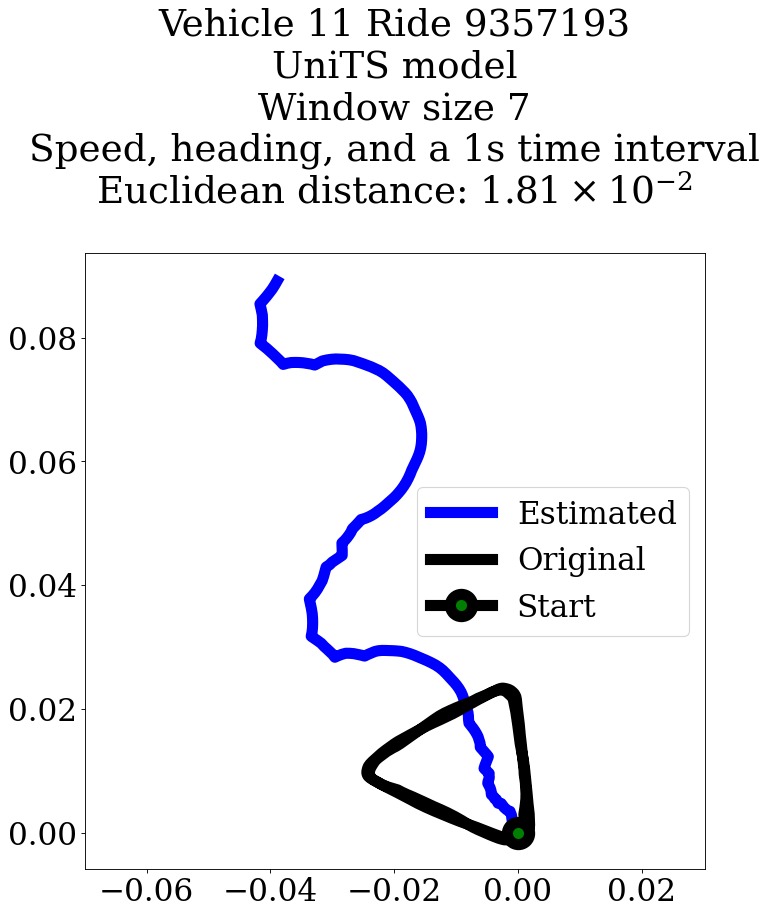 Vehicle 11 Ride 9357193
UniTS model
Window size 7
Speed, heading, and a 1s time interval
Euclidean distance: 1.81 × 10⁻²
0.08
0.06
0.04
0.02
0.00
Estimated
Original
Start
−0.06 −0.04 −0.02 0.00 0.02